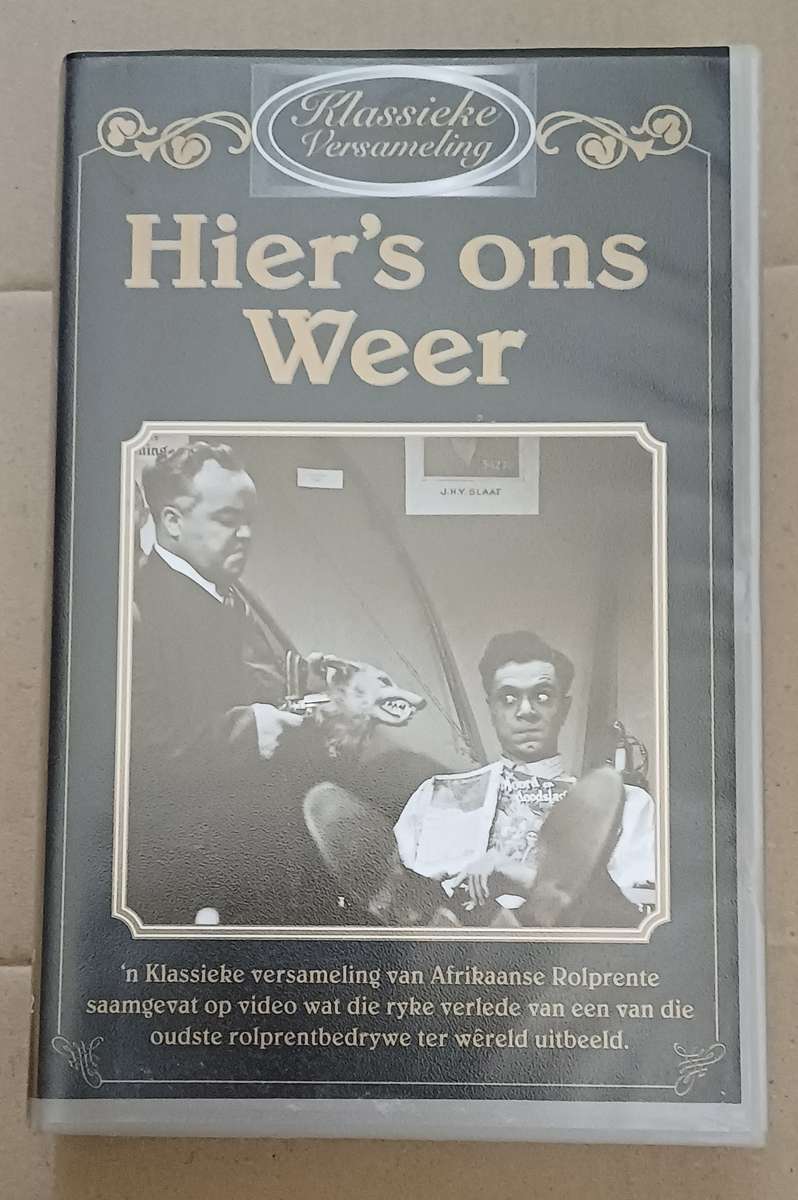 Klassieke
Versameling
Hier's ons
Weer
J.H.V. SLAAT
'n Klassieke versameling van Afrikaanse Rolprente
saamgevat op video wat die ryke verlede van een van die
oudste rolprentbedrywe ter wêreld uitbeeld.